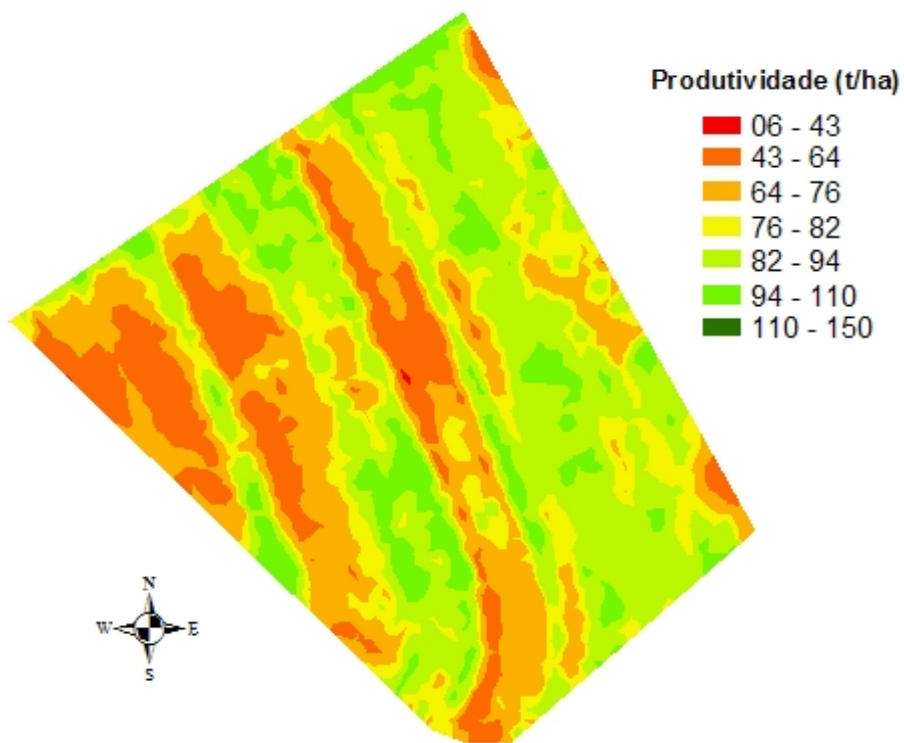 Produtividade (t/ha)
06 - 43
43 - 64
64 - 76
76 - 82
82 - 94
94 - 110
110 - 150
N
W E
S